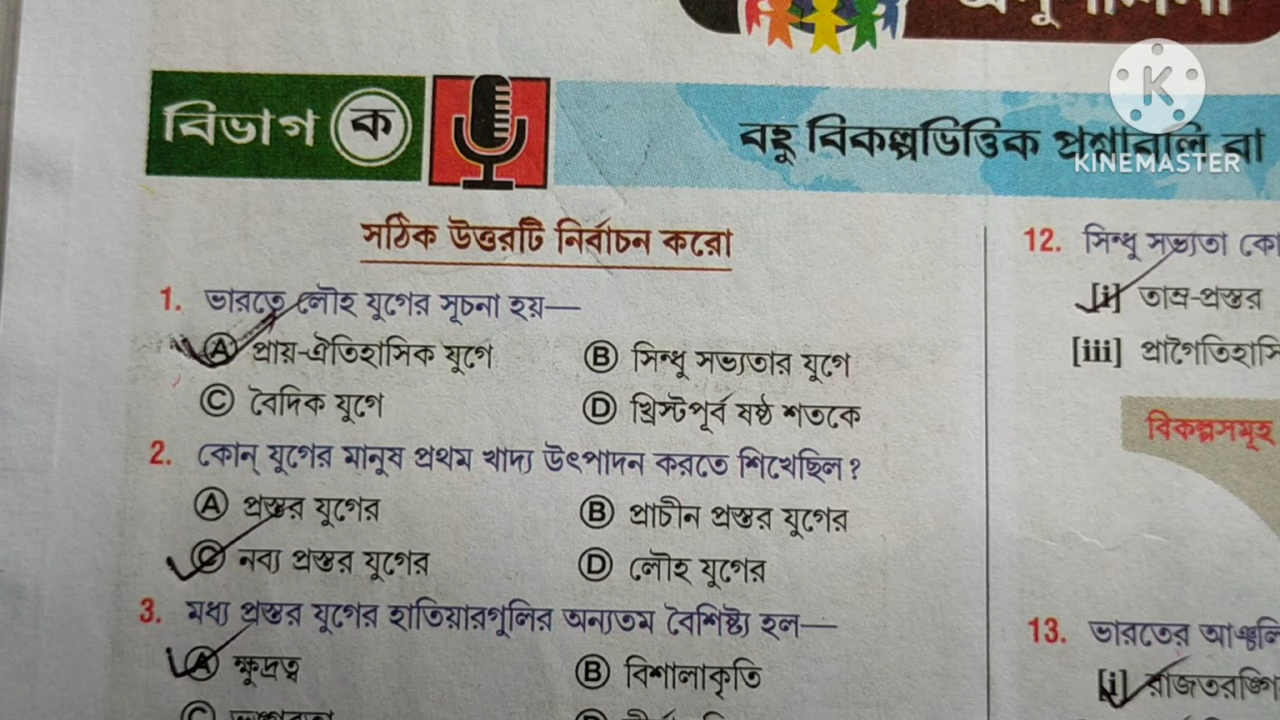 অনুশীলনী
বিভাগ ক
বহু বিকল্পভিত্তিক প্রশ্নাবলি বা
K
KINEMASTER
সঠিক উত্তরটি নির্বাচন করো
1. ভারতে লৌহ যুগের সূচনা হয়—
Ⓐ প্রায়-ঐতিহাসিক যুগে Ⓑ সিন্ধু সভ্যতার যুগে
Ⓒ বৈদিক যুগে Ⓓ খ্রিস্টপূর্ব ষষ্ঠ শতকে
2. কোন্ যুগের মানুষ প্রথম খাদ্য উৎপাদন করতে শিখেছিল?
Ⓐ প্রস্তর যুগের Ⓑ প্রাচীন প্রস্তর যুগের
Ⓒ নব্য প্রস্তর যুগের Ⓓ লৌহ যুগের
3. মধ্য প্রস্তর যুগের হাতিয়ারগুলির অন্যতম বৈশিষ্ট্য হল—
Ⓐ ক্ষুদ্রত্ব Ⓑ বিশালাকৃতি
Ⓒ
12. সিন্ধু সভ্যতা কো
[i] তাম্র-প্রস্তর
[iii] প্রাগৈতিহাসি
বিকল্পসমূহ
13. ভারতের আঞ্চলি
[i] রাজতরঙ্গি